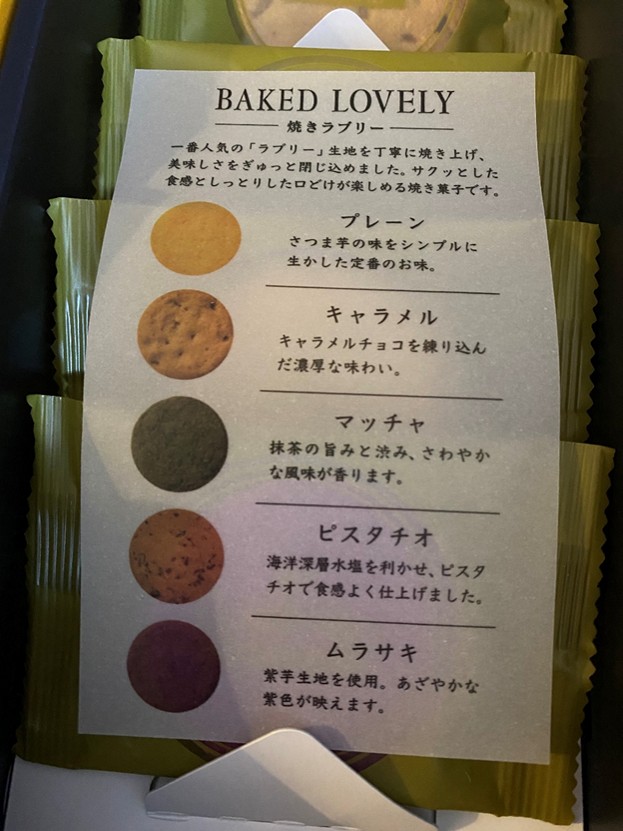 BAKED LOVELY
焼きラブリー
一番人気の「ラブリー」生地を丁寧に焼き上げ、
美味しさをぎゅっと閉じ込めました。サクッとした
食感としっとりした口どけが楽しめる焼き菓子です。
プレーン
さつま芋の味をシンプルに
生かした定番のお味。
キャラメル
キャラメルチョコを練り込ん
だ濃厚な味わい。
マッチャ
抹茶の旨みと渋み、さわやか
な風味が香ります。
ピスタチオ
海洋深層水塩を利かせ、ピスタ
チオで食感よく仕上げました。
ムラサキ
紫芋生地を使用。あざやかな
紫色が映えます。